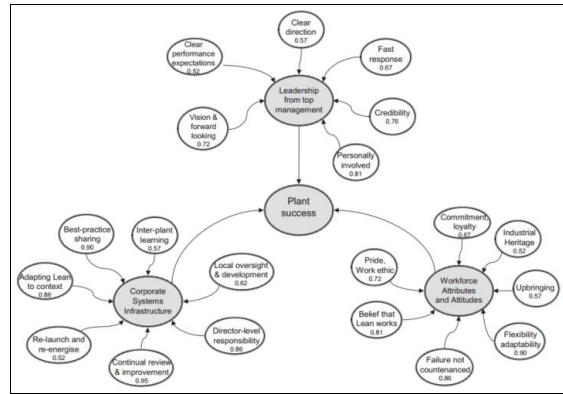 Clear
direction
0.57
Clear
performance
expectations
0.52
Fast
response
0.67
Leadership
from top
management
Vision &
forward
looking
0.72
Credibility
0.76
Personally
involved
0.81
Plant
success
Best-practice
sharing
0.90
Inter-plant
learning
0.57
Adapting Lean
to context
0.86
Local oversight
& development
0.62
Corporate
Systems
Infrastructure
Re-launch and
re-energise
0.52
Continual review
& improvement
0.95
Director-level
responsibility
0.86
Commitment,
loyalty
0.67
Industrial
Heritage
0.52
Pride,
Work ethic
0.72
Workforce
Attributes
and Attitudes
Upbringing
0.57
Belief that
Lean works
0.81
Failure not
countenanced
0.86
Flexibility
adaptability
0.90